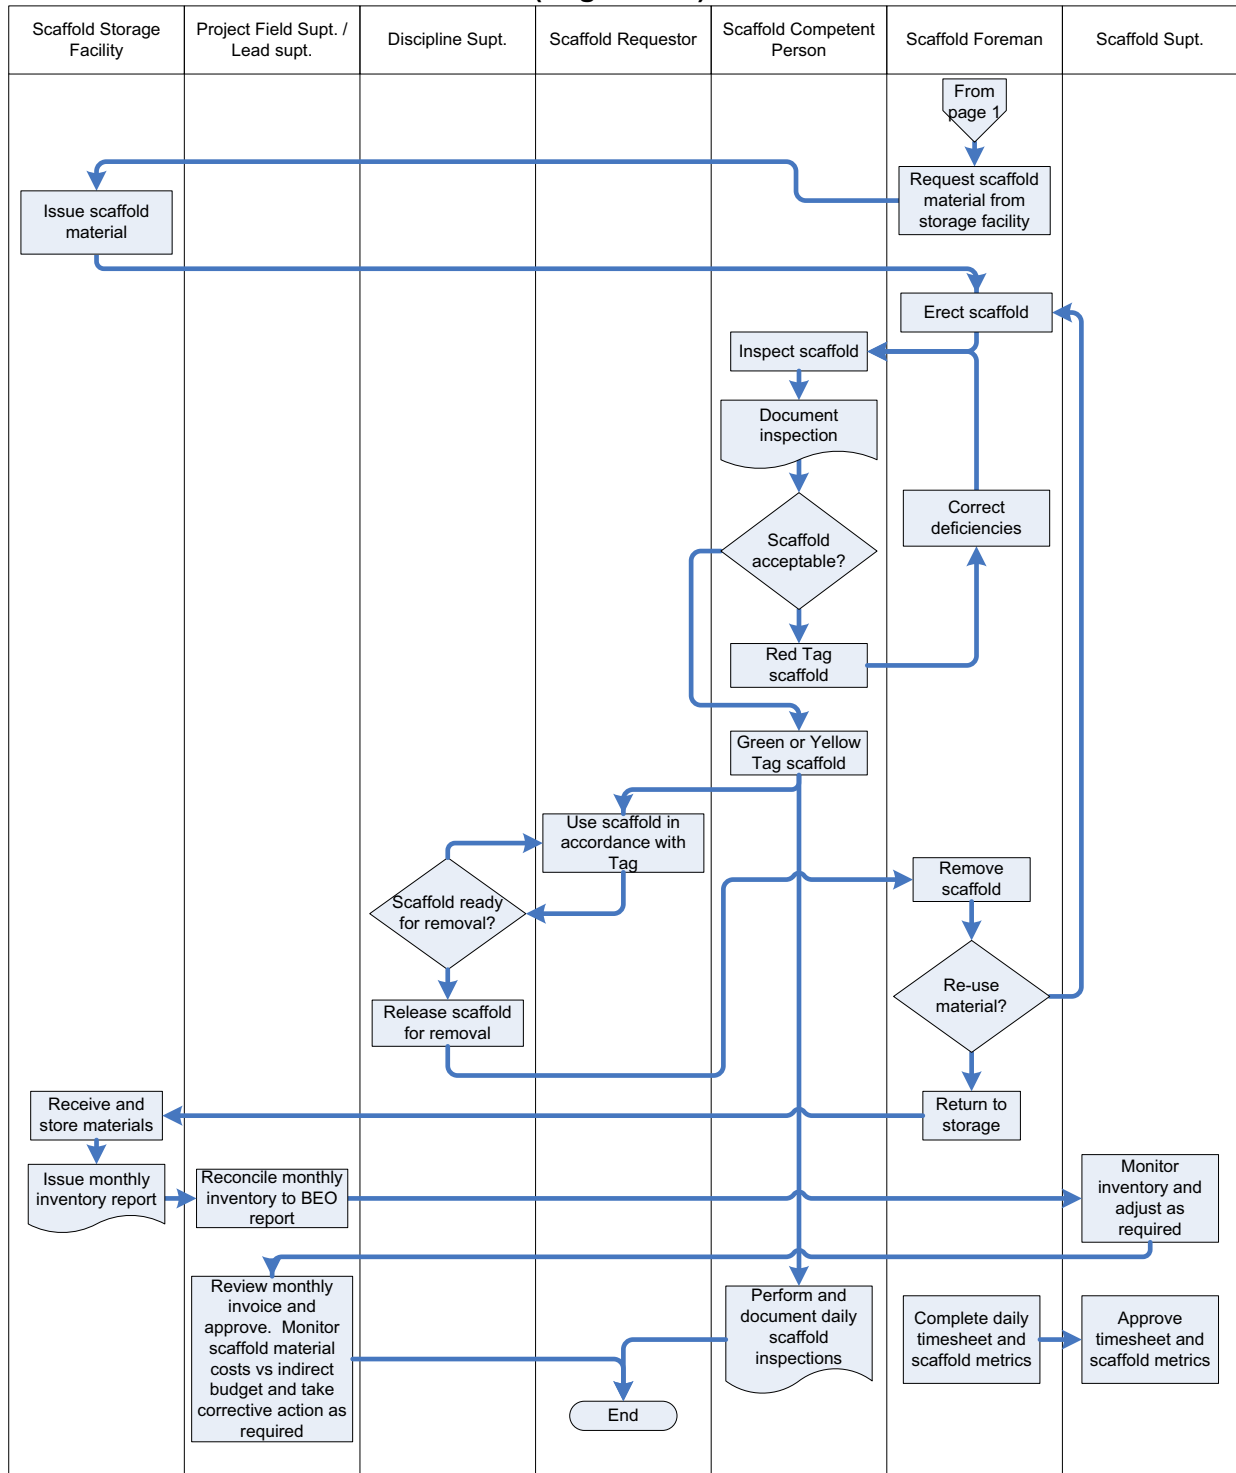 Scaffold Storage
Facility
Project Field Supt. /
Lead supt.
Discipline Supt.
Scaffold Requestor
Scaffold Competent
Person
Scaffold Foreman
Scaffold Supt.
From
page 1
Request scaffold
material from
storage facility
Issue scaffold
material
Erect scaffold
Inspect scaffold
Document
inspection
Correct
deficiencies
Scaffold
acceptable?
Red Tag
scaffold
Green or Yellow
Tag scaffold
Use scaffold in
accordance with
Tag
Remove
scaffold
Scaffold ready
for removal?
Re-use
material?
Release scaffold
for removal
Receive and
store materials
Return to
storage
Issue monthly
inventory report
Reconcile monthly
inventory to BEO
report
Monitor
inventory and
adjust as
required
Review monthly
invoice and
approve. Monitor
scaffold material
costs vs indirect
budget and take
corrective action as
required
Perform and
document daily
scaffold
inspections
Complete daily
timesheet and
scaffold metrics
Approve
timesheet and
scaffold metrics
End